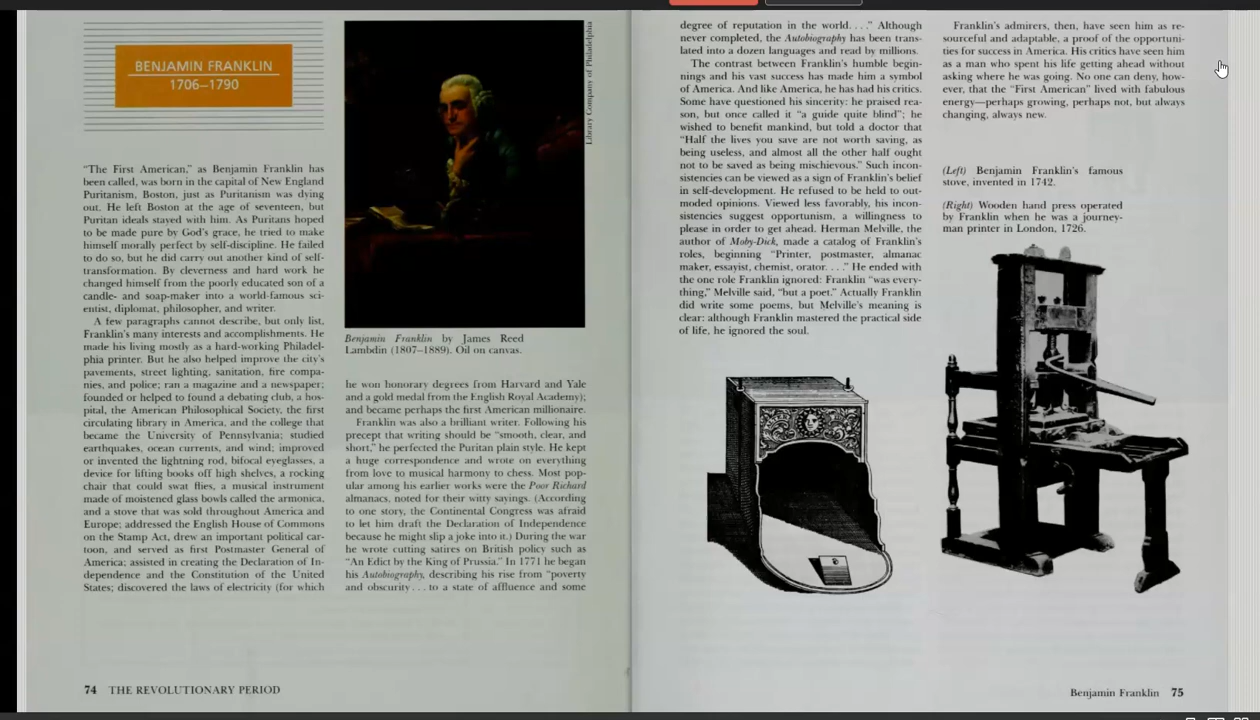 BENJAMIN FRANKLIN
1706–1790
"The First American," as Benjamin Franklin has
been called, was born in the capital of New England
Puritanism, Boston, just as Puritanism was dying
out. He left Boston at the age of seventeen, but
Puritan ideals stayed with him. As Puritans hoped
to be made pure by God's grace, he tried to make
himself morally perfect by self-discipline. He failed
to do so, but he did carry out another kind of self-
transformation. By cleverness and hard work he
changed himself from the poorly educated son of a
candle- and soap-maker into a world-famous sci-
entist, diplomat, philosopher, and writer.
A few paragraphs cannot describe, but only list,
Franklin's many interests and accomplishments. He
made his living mostly as a hard-working Philadel-
phia printer. But he also helped improve the city's
pavements, street lighting, sanitation, fire compa-
nies, and police; ran a magazine and a newspaper;
founded or helped to found a debating club, a hos-
pital, the American Philosophical Society, the first
circulating library in America, and the college that
became the University of Pennsylvania; studied
earthquakes, ocean currents, and wind; improved
or invented the lightning rod, bifocal eyeglasses, a
device for lifting books off high shelves, a rocking
chair that could swat flies, a musical instrument
made of moistened glass bowls called the armonica,
and a stove that was sold throughout America and
Europe; addressed the English House of Commons
on the Stamp Act, drew an important political car-
toon, and served as first Postmaster General of
America; assisted in creating the Declaration of In-
dependence and the Constitution of the United
States; discovered the laws of electricity (for which
Library Company of Philadelphia
Benjamin Franklin by James Reed
Lambdin (1807–1889). Oil on canvas.
he won honorary degrees from Harvard and Yale
and a gold medal from the English Royal Academy);
and became perhaps the first American millionaire.
Franklin was also a brilliant writer. Following his
precept that writing should be "smooth, clear, and
short," he perfected the Puritan plain style. He kept
a huge correspondence and wrote on everything
from love to musical harmony to chess. Most pop-
ular among his earlier works were the Poor Richard
almanacs, noted for their witty sayings. (According
to one story, the Continental Congress was afraid
to let him draft the Declaration of Independence
because he might slip a joke into it.) During the war
he wrote cutting satires on British policy such as
"An Edict by the King of Prussia." In 1771 he began
his Autobiography, describing his rise from "poverty
and obscurity . . . to a state of affluence and some
74 THE REVOLUTIONARY PERIOD
degree of reputation in the world. . . ." Although
never completed, the Autobiography has been trans-
lated into a dozen languages and read by millions.
The contrast between Franklin's humble begin-
nings and his vast success has made him a symbol
of America. And like America, he has had his critics.
Some have questioned his sincerity: he praised rea-
son, but once called it "a guide quite blind"; he
wished to benefit mankind, but told a doctor that
"Half the lives you save are not worth saving, as
being useless, and almost all the other half ought
not to be saved as being mischievous." Such incon-
sistencies can be viewed as a sign of Franklin's belief
in self-development. He refused to be held to out-
moded opinions. Viewed less favorably, his incon-
sistencies suggest opportunism, a willingness to
please in order to get ahead. Herman Melville, the
author of Moby-Dick, made a catalog of Franklin's
roles, beginning "Printer, postmaster, almanac
maker, essayist, chemist, orator. . . ." He ended with
the one role Franklin ignored: Franklin "was every-
thing," Melville said, "but a poet." Actually Franklin
did write some poems, but Melville's meaning is
clear: although Franklin mastered the practical side
of life, he ignored the soul.
Franklin's admirers, then, have seen him as re-
sourceful and adaptable, a proof of the opportuni-
ties for success in America. His critics have seen him
as a man who spent his life getting ahead without
asking where he was going. No one can deny, how-
ever, that the "First American" lived with fabulous
energy—perhaps growing, perhaps not, but always
changing, always new.
(Left) Benjamin Franklin's famous
stove, invented in 1742.
(Right) Wooden hand press operated
by Franklin when he was a journey-
man printer in London, 1726.
Benjamin Franklin 75